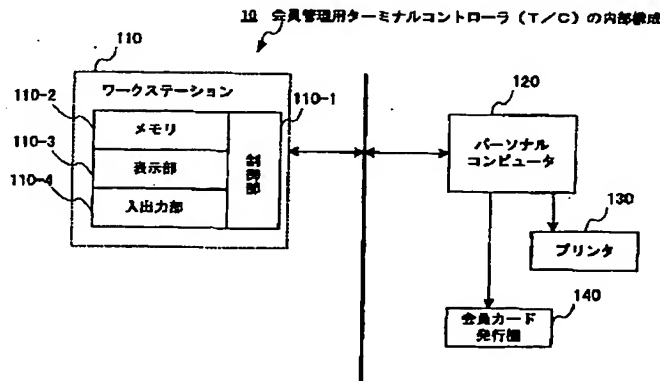 10 会員管理用ターミナルコントローラ（T／C）の内部構成
110
ワークステーション
110-2
メモリ
110-1
110-3
表示部
制御部
110-4
入出力部
120
パーソナル
コンピュータ
130
プリンタ
会員カード
発行機
140